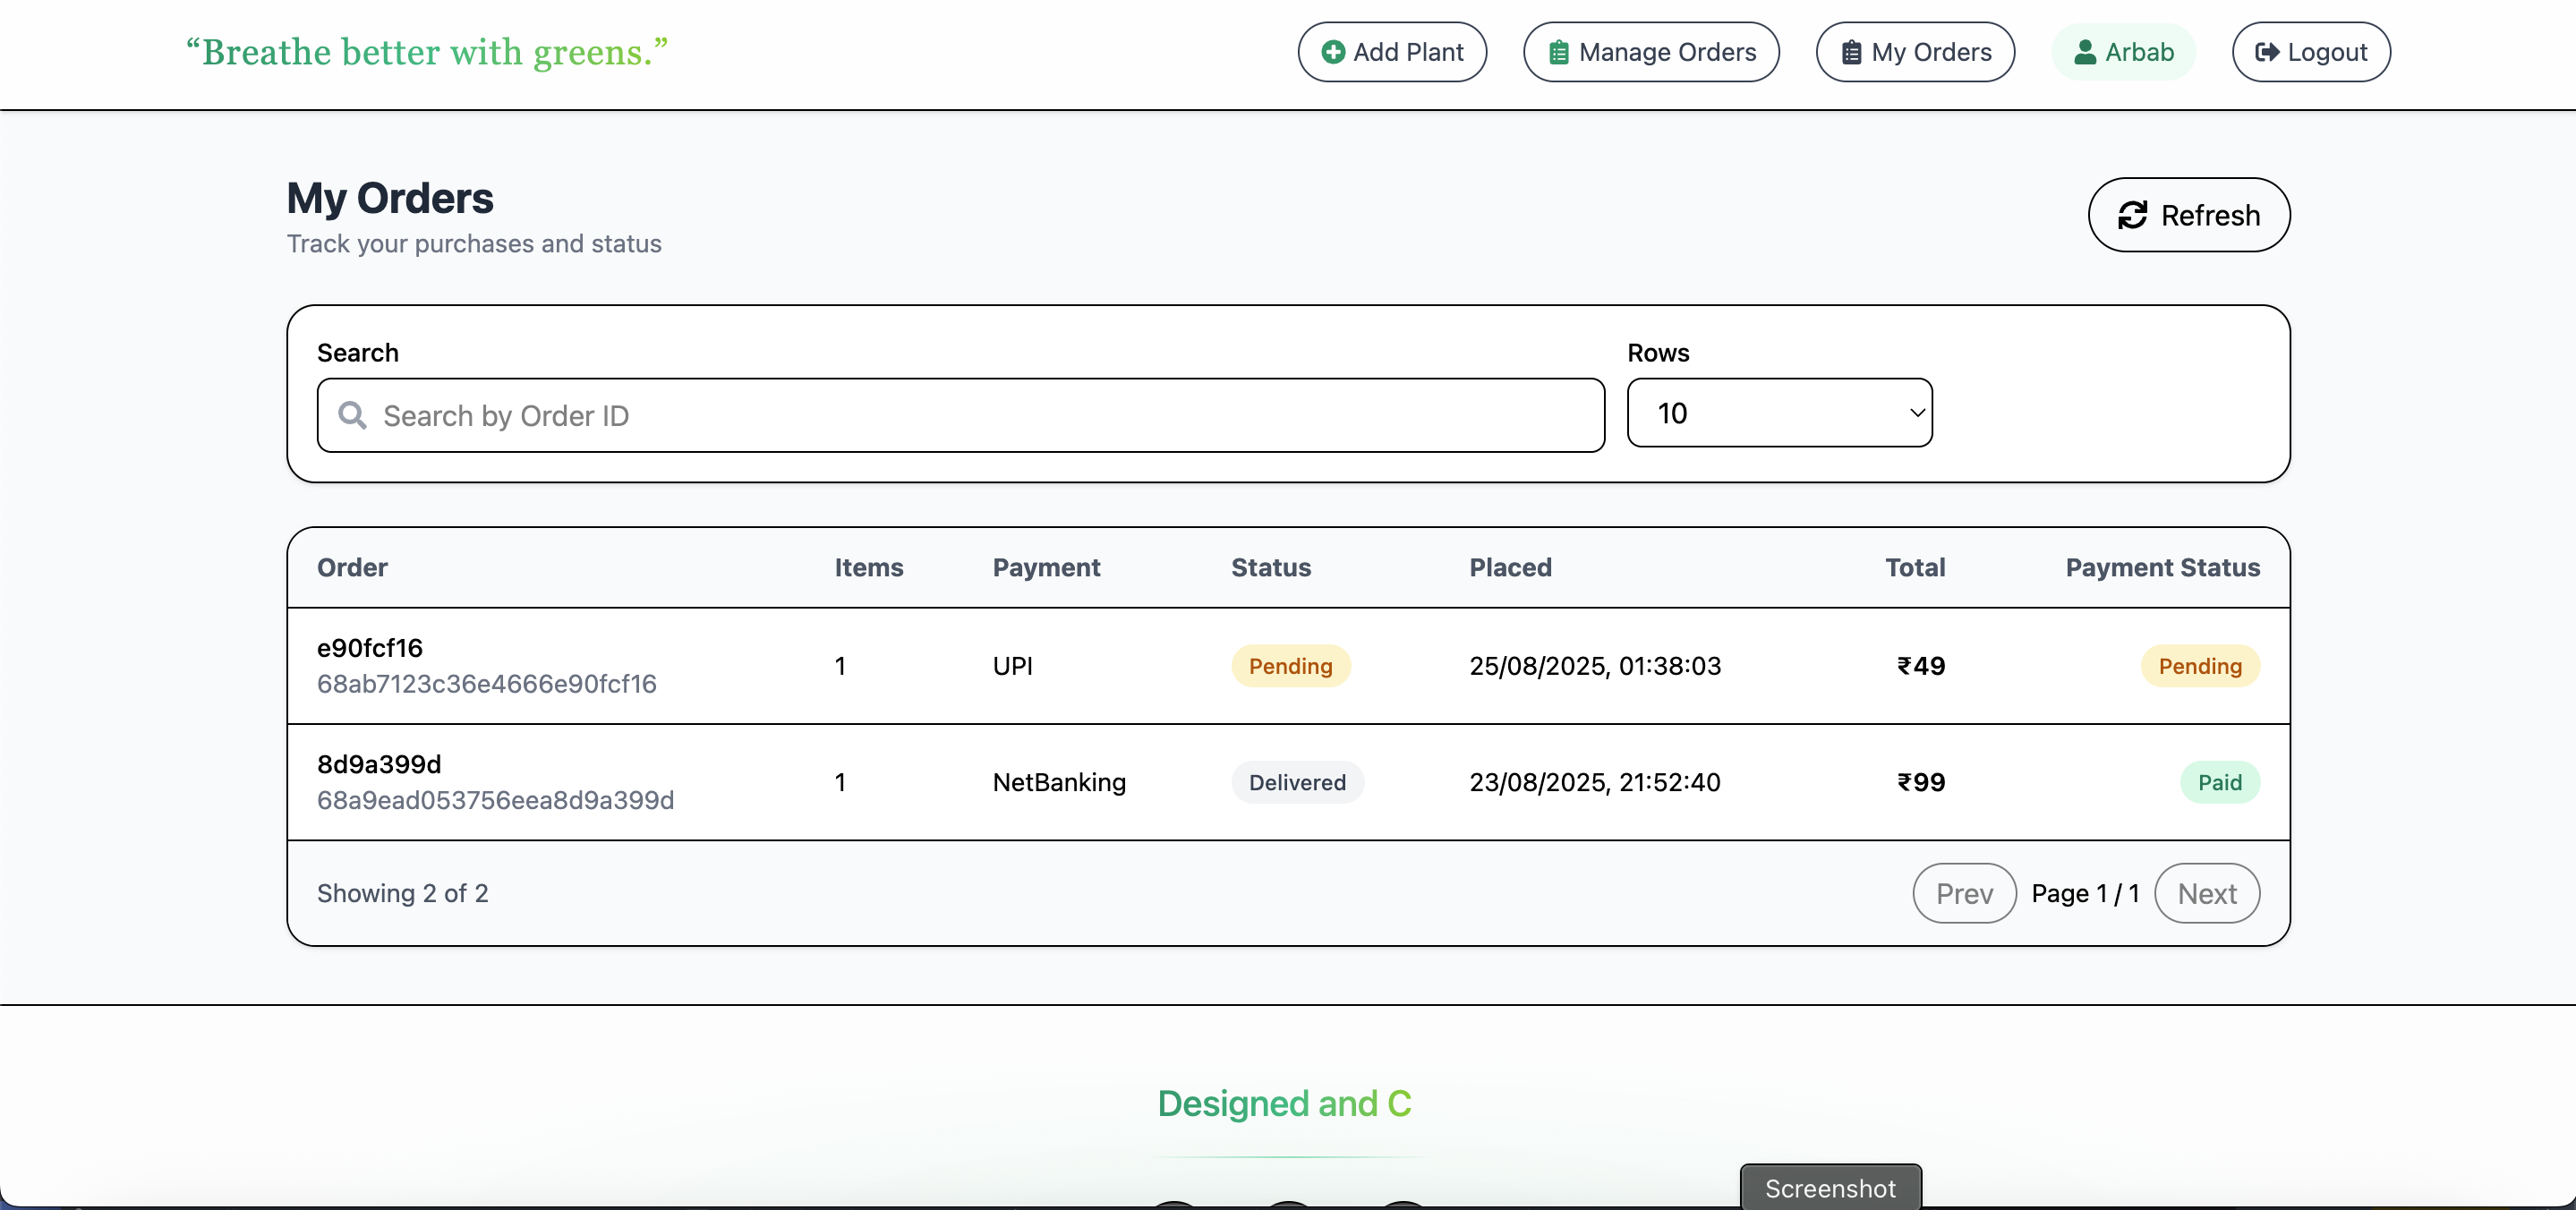 “Breathe better with greens.”
Add Plant
Manage Orders
My Orders
Arbab
Logout
My Orders
Track your purchases and status
Refresh
Search
Rows
Search by Order ID
10
Order Items Payment Status Placed Total Payment Status
e90fcf16
68ab7123c36e4666e90fcf16
1 UPI Pending 25/08/2025, 01:38:03 ₹49 Pending
8d9a399d
68a9ead053756eea8d9a399d
1 NetBanking Delivered 23/08/2025, 21:52:40 ₹99 Paid
Showing 2 of 2
Prev Page 1 / 1 Next
Designed and C
Screenshot